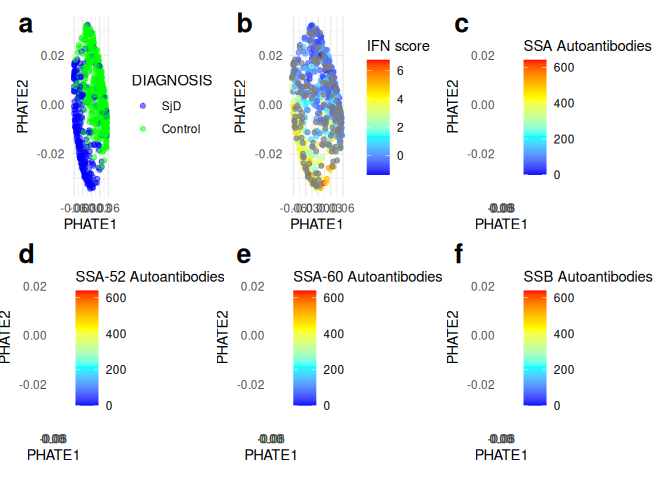 a
0.02
0.00
-0.02
PHATE2
PHATE1
DIAGNOSIS
SjD
Control
b
0.02
0.00
-0.02
PHATE2
PHATE1
IFN score
6
4
2
0
c
0.02
0.00
-0.02
PHATE2
PHATE1
SSA Autoantibodies
600
400
200
0
d
0.02
0.00
-0.02
PHATE2
PHATE1
SSA-52 Autoantibodies
600
400
200
0
e
0.02
0.00
-0.02
PHATE2
PHATE1
SSA-60 Autoantibodies
600
400
200
0
f
0.02
0.00
-0.02
PHATE2
PHATE1
SSB Autoantibodies
600
400
200
0